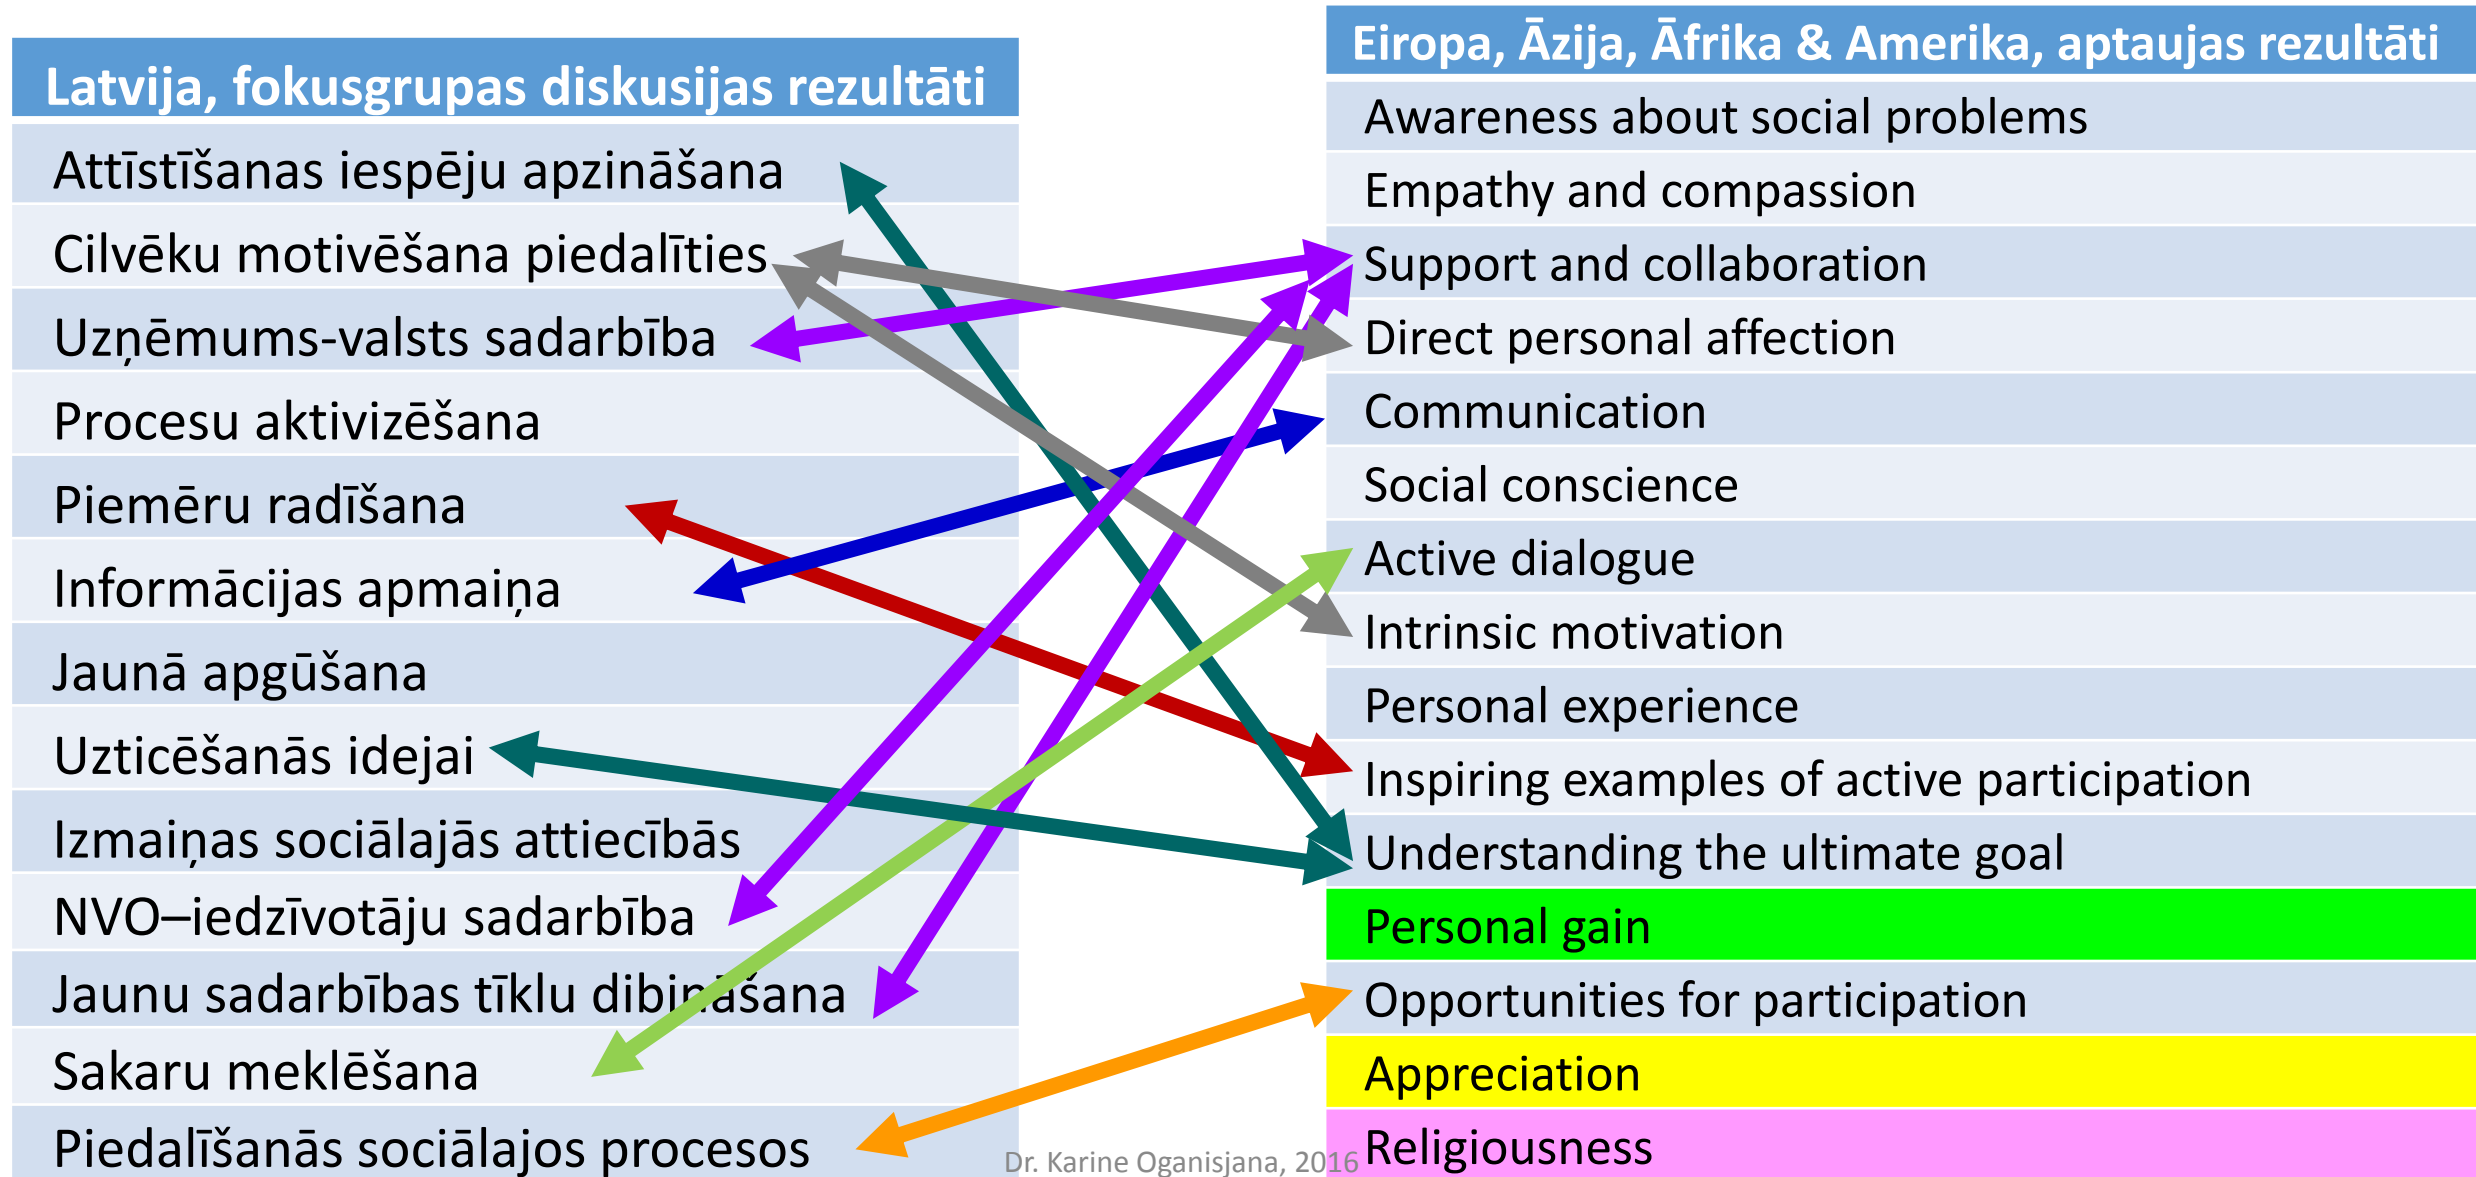 Latvija, fokusgrupas diskusijas rezultāti
Attīstīšanas iespēju apzināšana
Cilvēku motivēšana piedalīties
Uzņēmums-valsts sadarbība
Procesu aktivizēšana
Piemēru radīšana
Informācijas apmaiņa
Jaunā apgūšana
Uzticēšanās idejai
Izmaiņas sociālajās attiecībās
NVO–iedzīvotāju sadarbība
Jaunu sadarbības tīklu dibināšana
Sakaru meklēšana
Piedalīšanās sociālajos procesos
Eiropa, Āzija, Āfrika & Amerika, aptaujas rezultāti
Awareness about social problems
Empathy and compassion
Support and collaboration
Direct personal affection
Communication
Social conscience
Active dialogue
Intrinsic motivation
Personal experience
Inspiring examples of active participation
Understanding the ultimate goal
Personal gain
Opportunities for participation
Appreciation
Religiousness
Dr. Karine Oganisjana, 2016